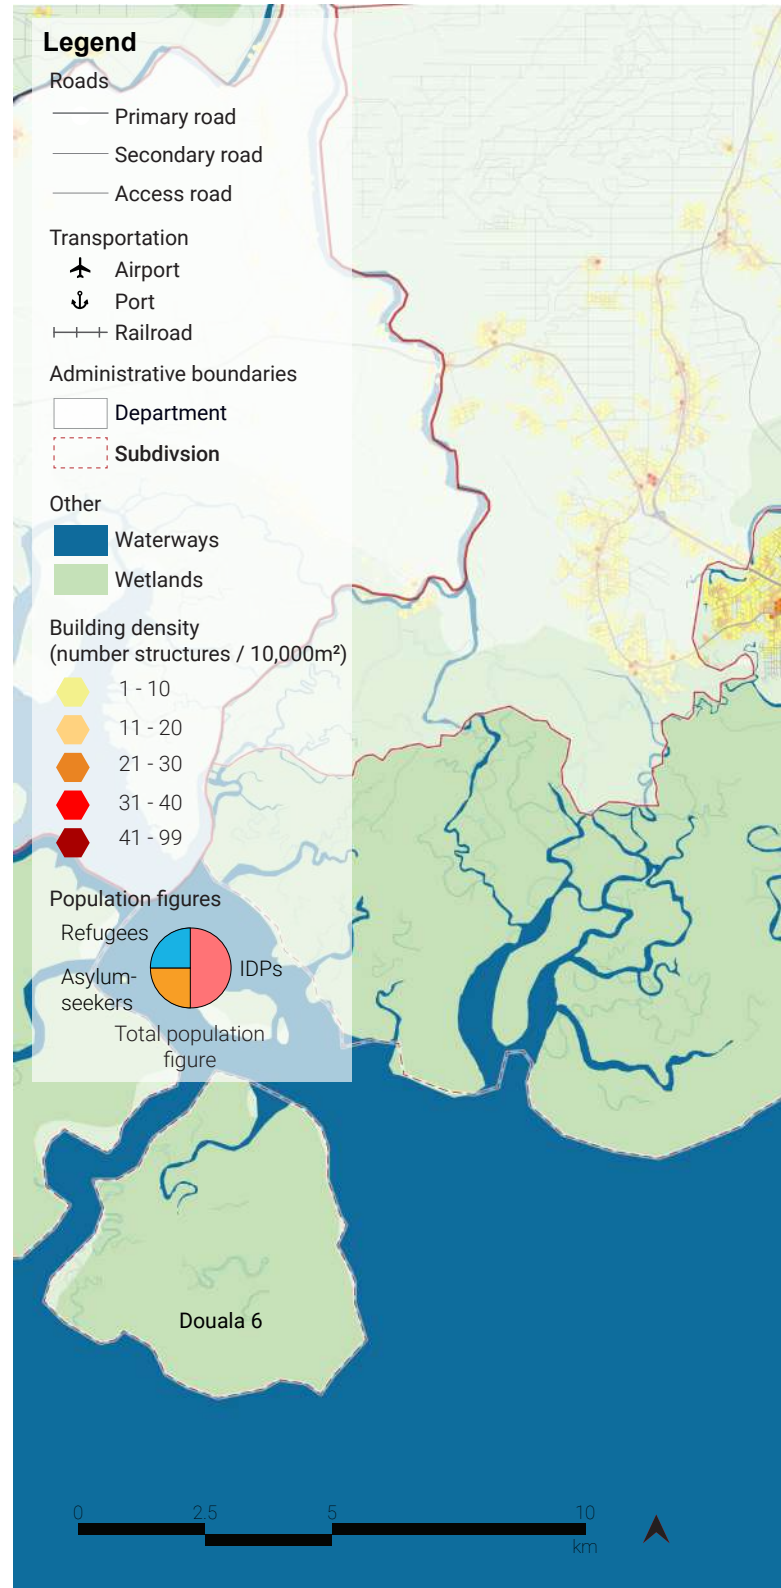 Legend
Roads
Primary road
Secondary road
Access road
Transportation
Airport
Port
Railroad
Administrative boundaries
Department
Subdivsion
Other
Waterways
Wetlands
Building density
(number structures / 10,000m²)
1 - 10
11 - 20
21 - 30
31 - 40
41 - 99
Population figures
Refugees
IDPs
Asylum-
seekers
Total population
figure
Douala 6
0 2.5 5 10
km